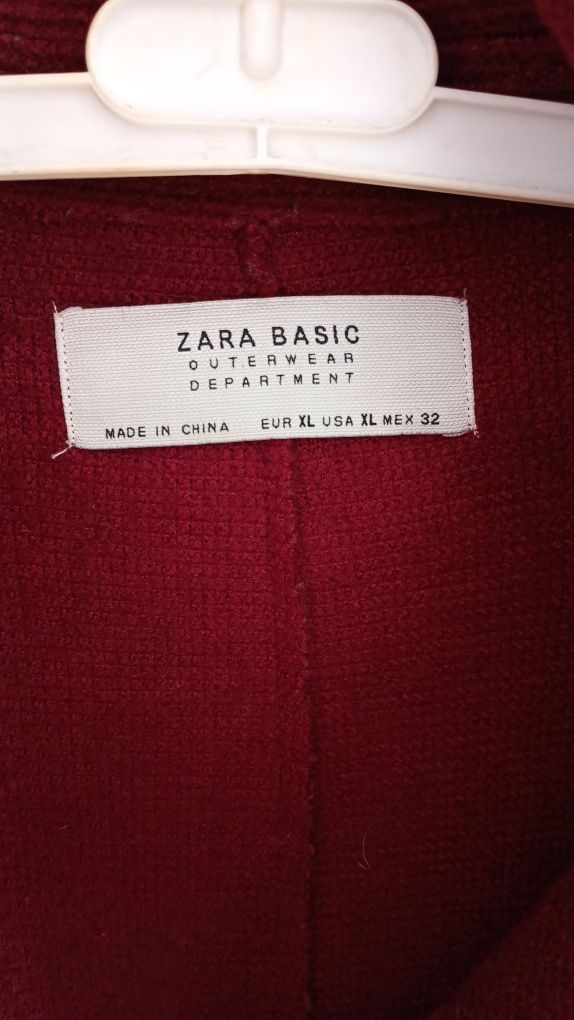 ZARA BASIC
OUTERWEAR
DEPARTMENT
MADE IN CHINA EUR XL USA XL MEX 32